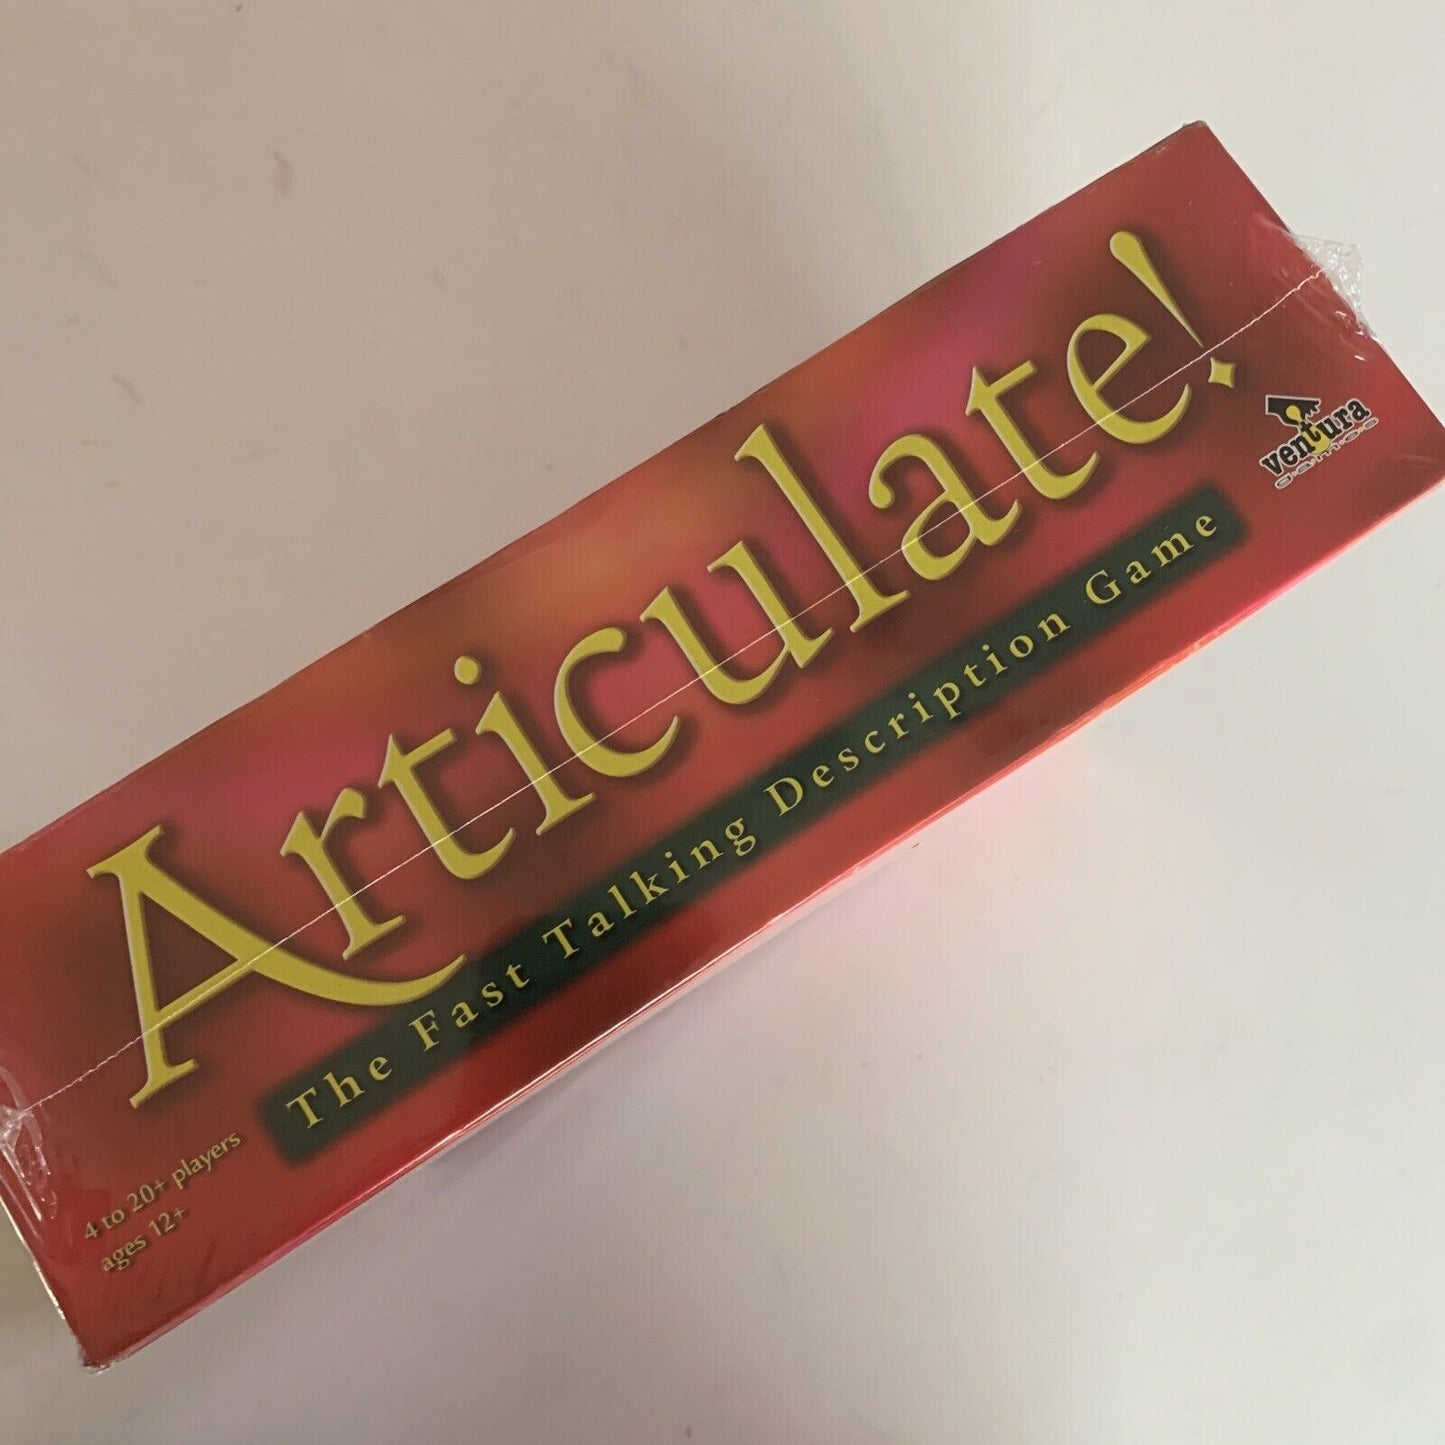 Articulate!
ventura
games
The Fast Talking Description Game
4 to 20+ players
ages 12+